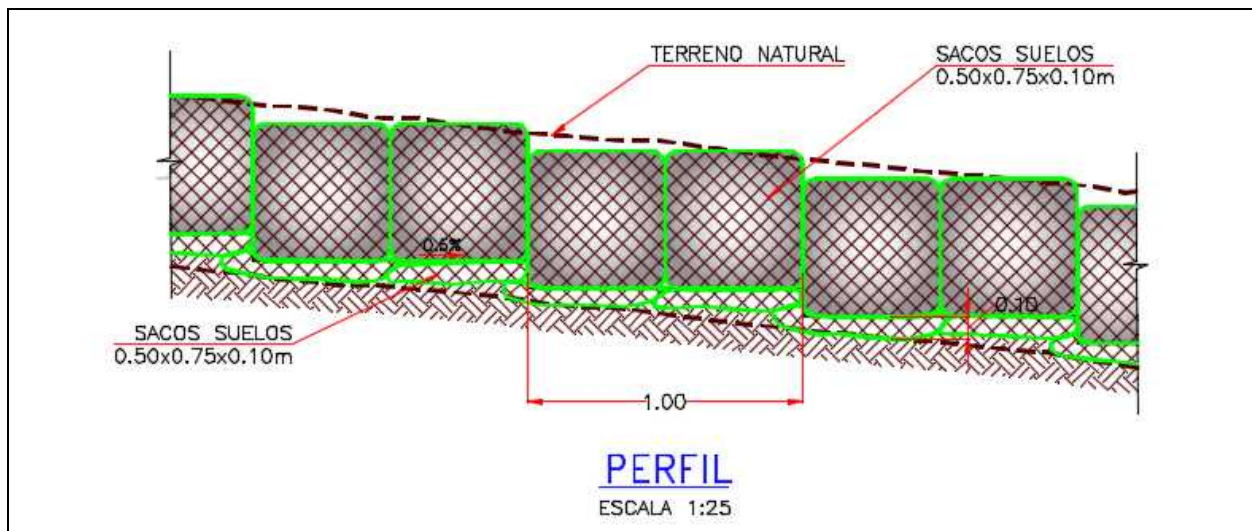 TERRENO NATURAL
SACOS SUELOS
0.50x0.75x0.10m
0.5%
0.10
SACOS SUELOS
0.50x0.75x0.10m
1.00
PERFIL
ESCALA 1:25